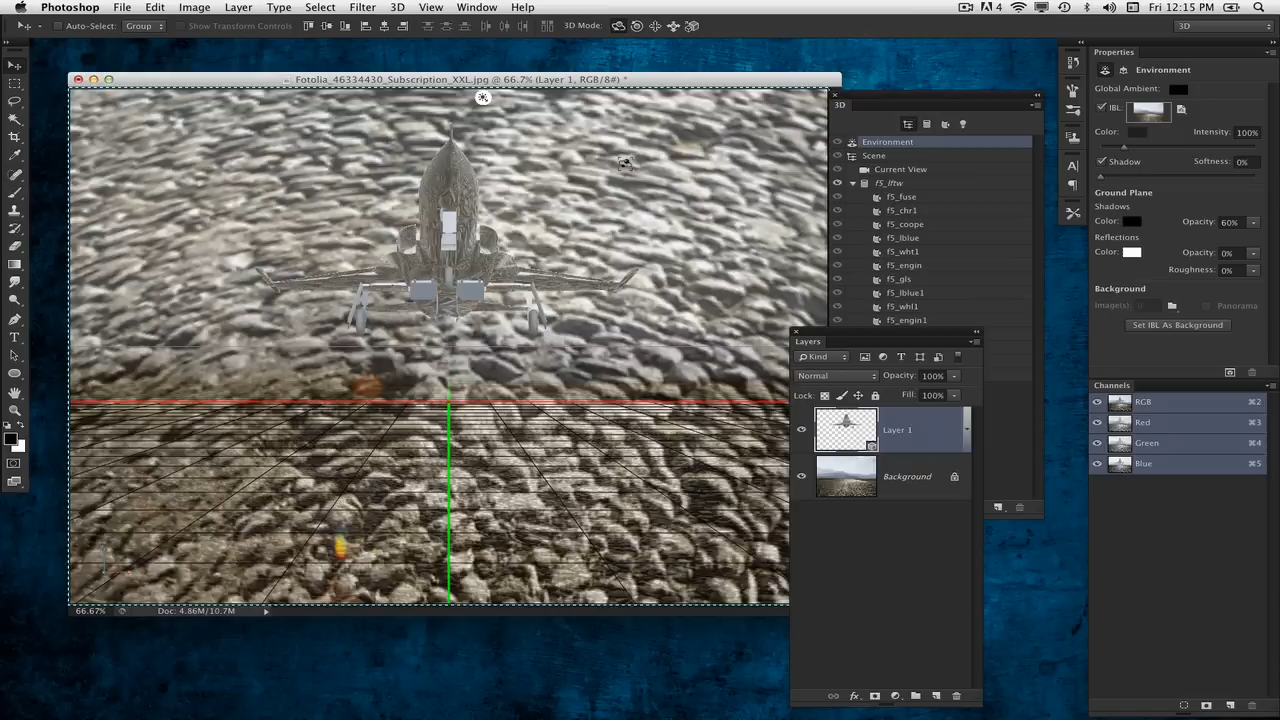 Photoshop File Edit Image Layer Type Select Filter 3D View Window Help 4 Fri 12:15 PM
Auto-Select: Group Show Transform Controls 3D Mode: 3D
Fotolia_46334430_Subscription_XXL.jpg @ 66.7% (Layer 1, RGB/8#) *
66.67% Doc: 4.86M/10.7M
3D
Environment
Scene
Current View
f5_lftw
f5_fuse
f5_chr1
f5_coope
f5_lblue
f5_wht1
f5_engin
f5_gls
f5_lblue1
f5_whl1
f5_engin1
Layers
Kind
Normal Opacity: 100%
Lock: Fill: 100%
Layer 1
Background
Properties
Environment
Global Ambient:
IBL:
Color: Intensity: 100%
Shadow Softness: 0%
Ground Plane
Shadows
Color: Opacity: 60%
Reflections
Color: Opacity: 0%
Roughness: 0%
Background
Image(s): Panorama
Set IBL As Background
Channels
RGB ⌘2
Red ⌘3
Green ⌘4
Blue ⌘5